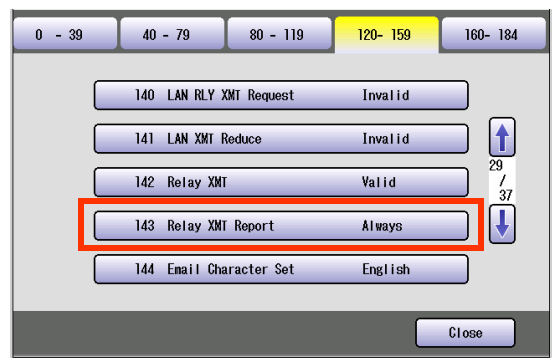 0 - 39 40 - 79 80 - 119 120- 159 160- 184
140 LAN RLY XMT Request Invalid
141 LAN XMT Reduce Invalid
142 Relay XMT Valid
29
/
37
143 Relay XMT Report Always
144 Email Character Set English
Close